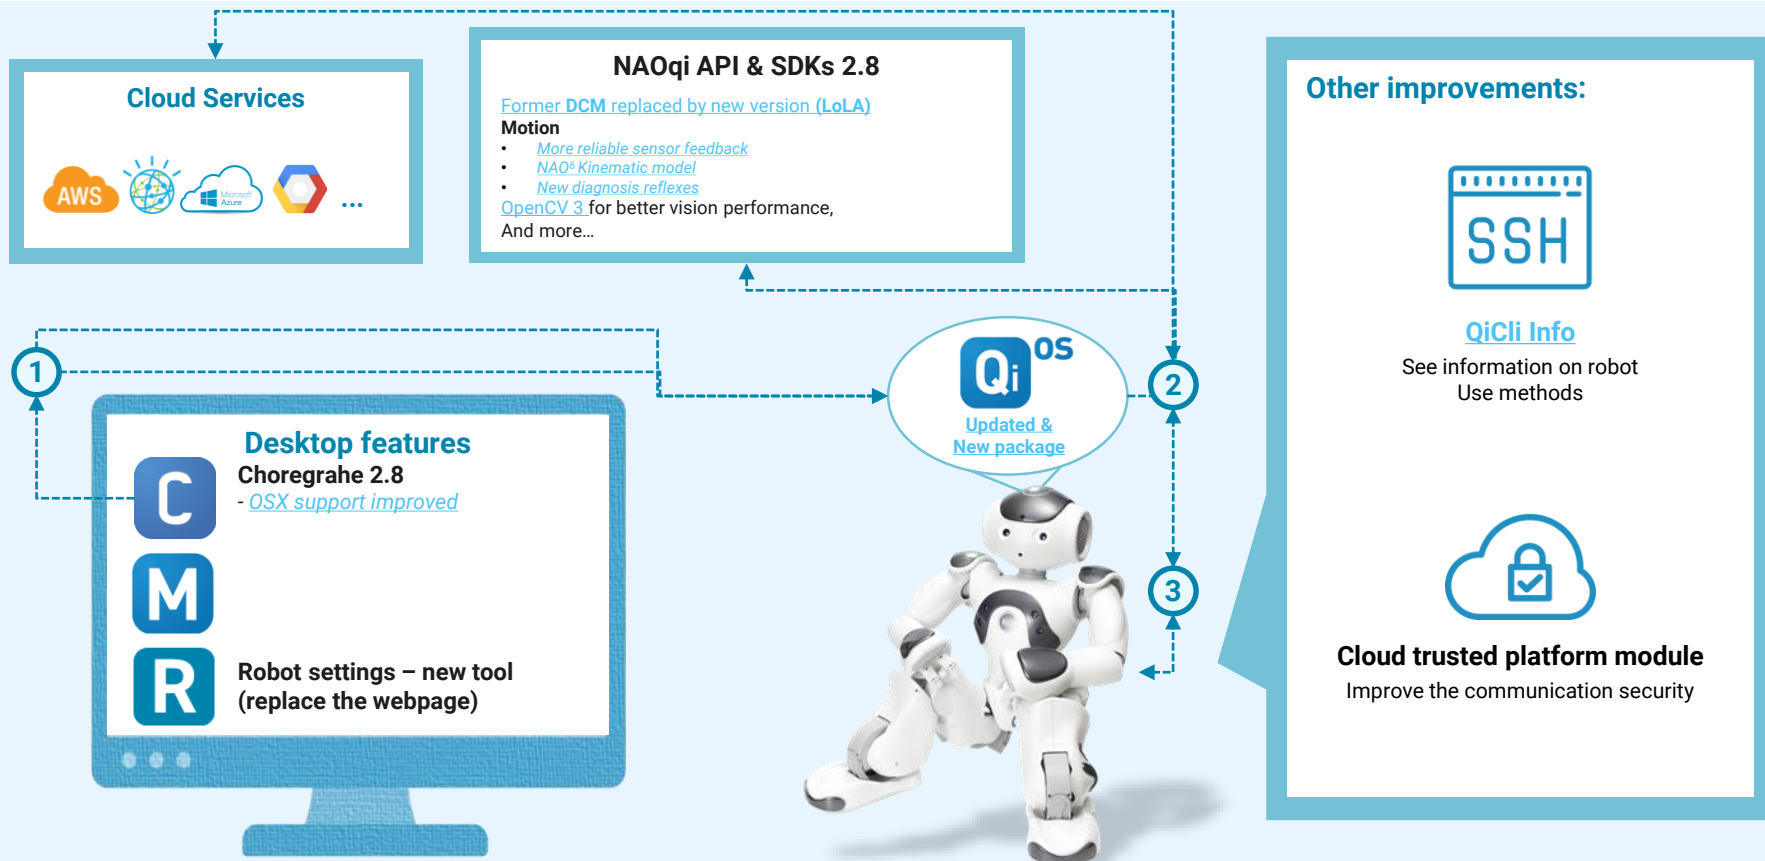 Cloud Services
AWS
Microsoft
Azure
...
NAOqi API & SDKs 2.8
Former DCM replaced by new version (LoLA)
Motion
• More reliable sensor feedback
• NAO⁶ Kinematic model
• New diagnosis reflexes
OpenCV 3 for better vision performance,
And more...
1
Desktop features
C
Choregrahe 2.8
- OSX support improved
M
R
Robot settings – new tool
(replace the webpage)
Qi OS
Updated &
New package
2
3
Other improvements:
SSH
QiCli Info
See information on robot
Use methods
Cloud trusted platform module
Improve the communication security